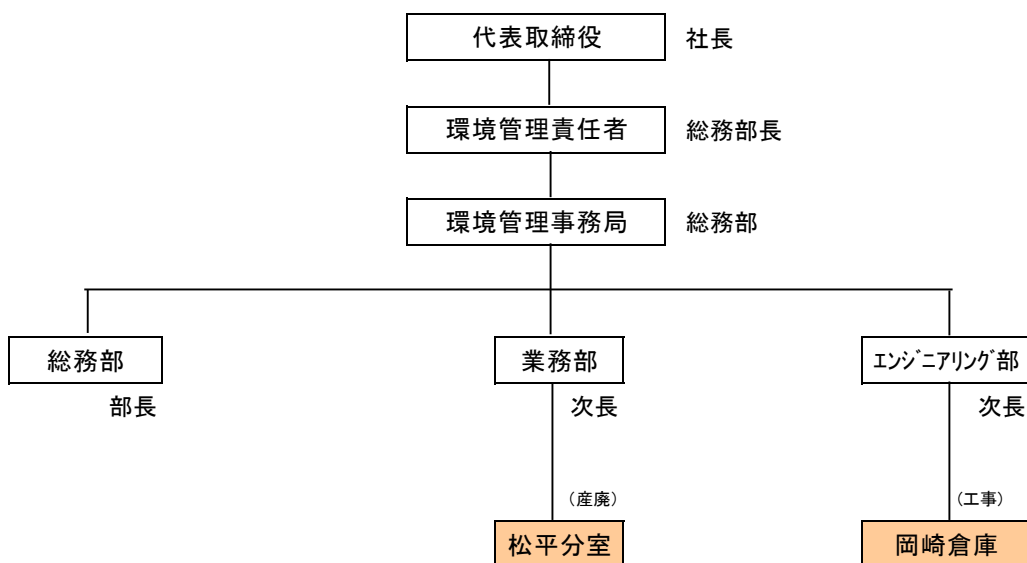 代表取締役 社長
環境管理責任者 総務部長
環境管理事務局 総務部
総務部 業務部 ｴﾝｼﾞﾆｱﾘﾝｸﾞ部
部長 次長 次長
(産廃) (工事)
松平分室 岡崎倉庫